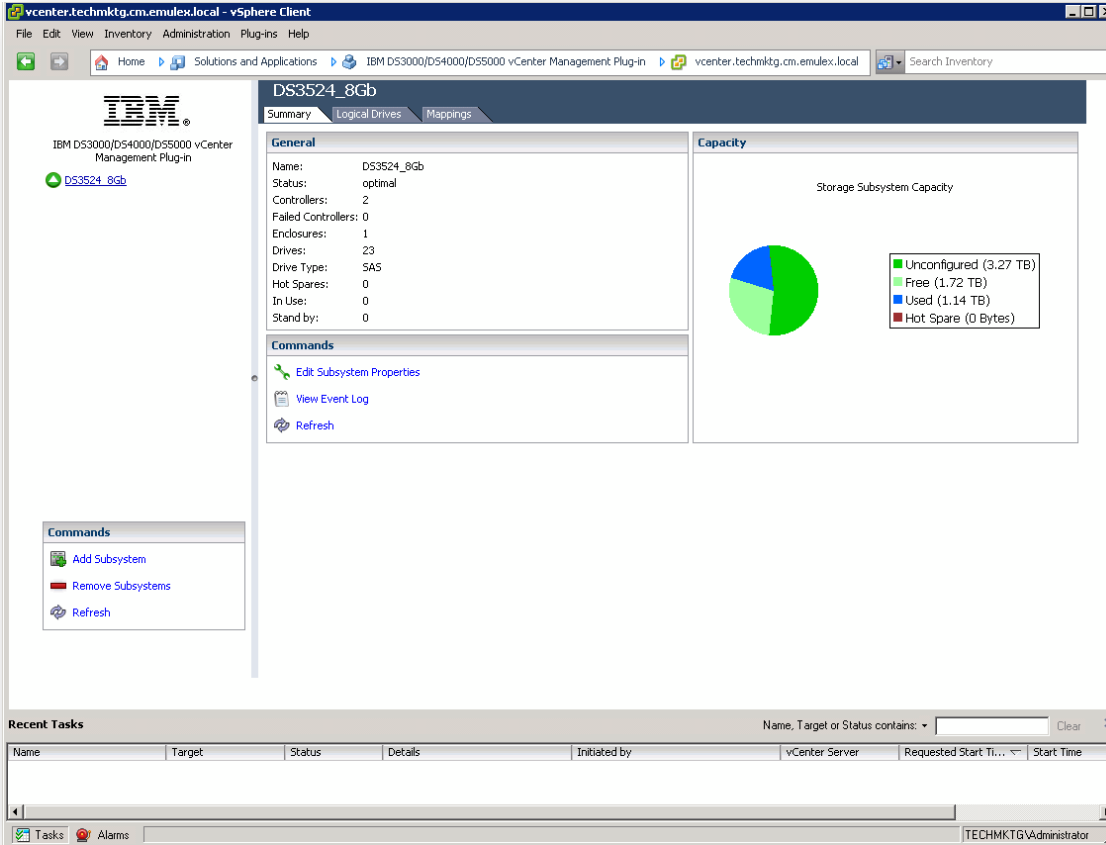 vcenter.techmktg.cm.emulex.local - vSphere Client
File Edit View Inventory Administration Plug-ins Help
Home Solutions and Applications IBM DS3000/DS4000/DS5000 vCenter Management Plug-in vcenter.techmktg.cm.emulex.local Search Inventory
IBM®
IBM DS3000/DS4000/DS5000 vCenter
Management Plug-in
DS3524_8Gb
DS3524_8Gb
Summary Logical Drives Mappings
General
Name: DS3524_8Gb
Status: optimal
Controllers: 2
Failed Controllers: 0
Enclosures: 1
Drives: 23
Drive Type: SAS
Hot Spares: 0
In Use: 0
Stand by: 0
Commands
Edit Subsystem Properties
View Event Log
Refresh
Capacity
Storage Subsystem Capacity
Unconfigured (3.27 TB)
Free (1.72 TB)
Used (1.14 TB)
Hot Spare (0 Bytes)
Commands
Add Subsystem
Remove Subsystems
Refresh
Recent Tasks
Name, Target or Status contains: Clear
Name Target Status Details Initiated by vCenter Server Requested Start Ti... Start Time
Tasks Alarms TECHMKTG\Administrator